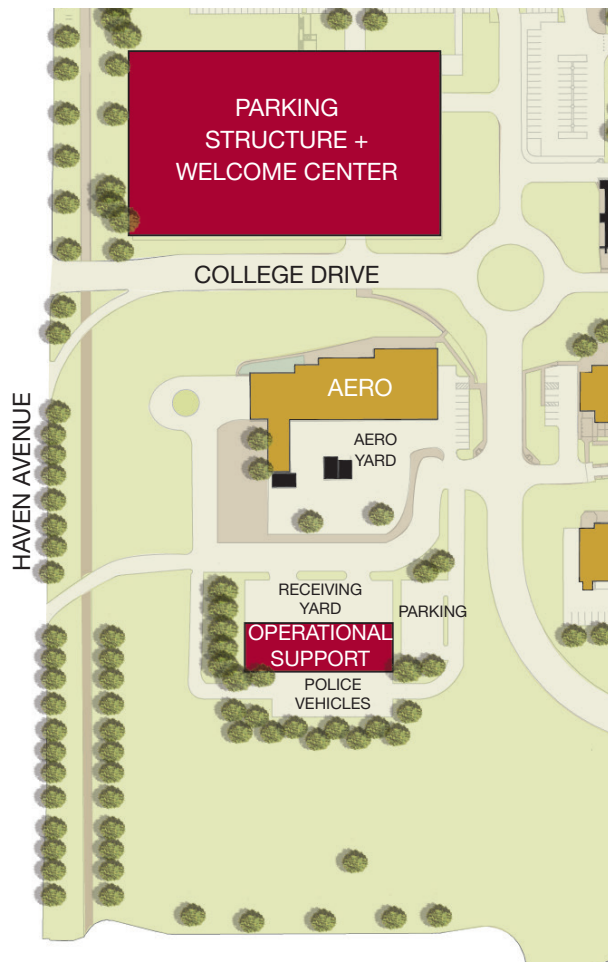 PARKING
STRUCTURE +
WELCOME CENTER
COLLEGE DRIVE
HAVEN AVENUE
AERO
AERO
YARD
RECEIVING
YARD
PARKING
OPERATIONAL
SUPPORT
POLICE
VEHICLES